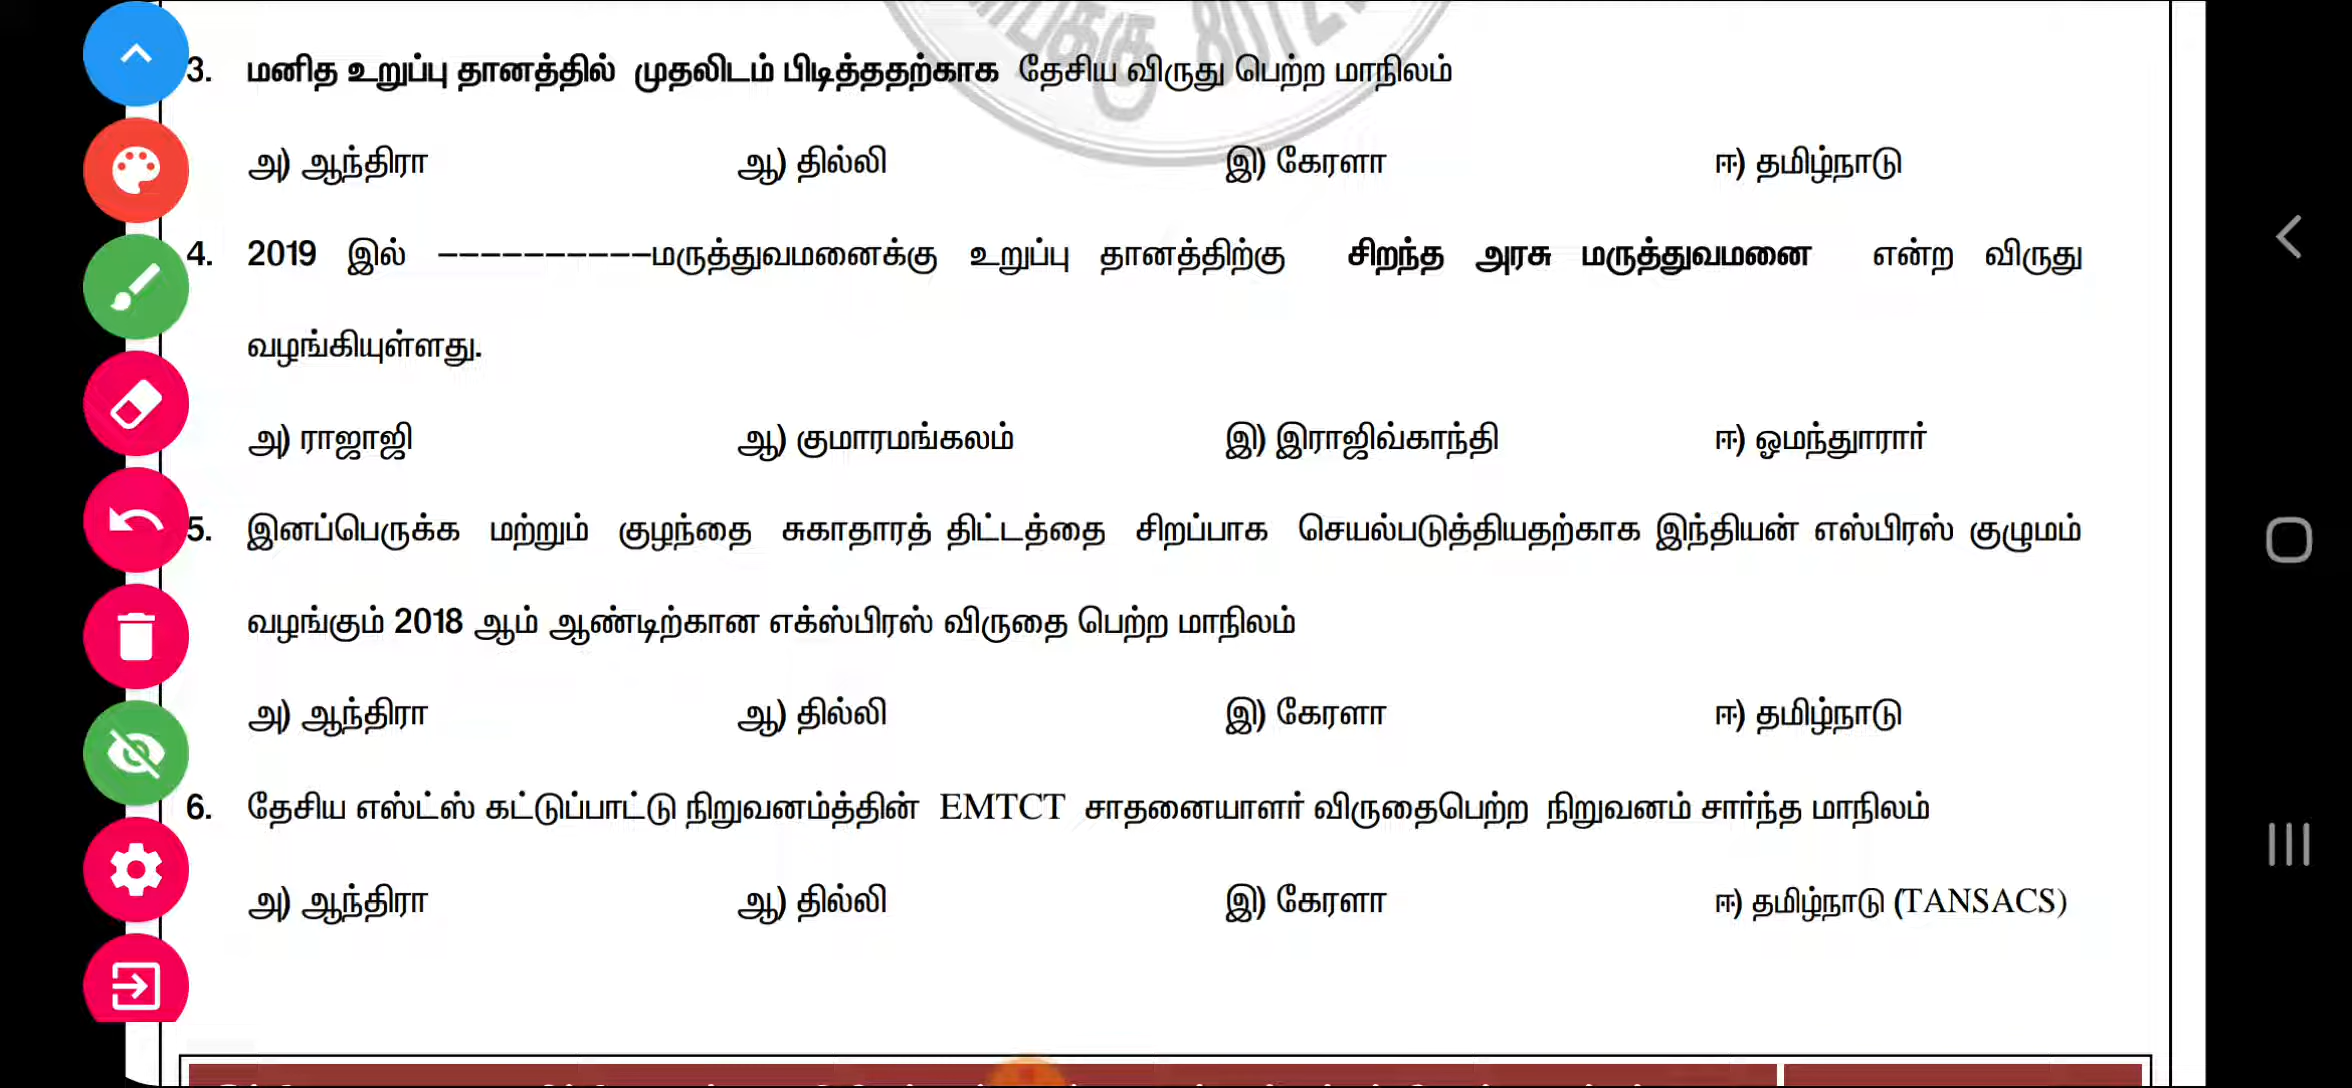 3. மனித உறுப்பு தானத்தில் முதலிடம் பிடித்ததற்காக தேசிய விருது பெற்ற மாநிலம்
அ) ஆந்திரா ஆ) தில்லி இ) கேரளா ஈ) தமிழ்நாடு
4. 2019 இல் ----------மருத்துவமனைக்கு உறுப்பு தானத்திற்கு சிறந்த அரசு மருத்துவமனை என்ற விருது
வழங்கியுள்ளது.
அ) ராஜாஜி ஆ) குமாரமங்கலம் இ) இராஜிவ்காந்தி ஈ) ஓமந்துாரார்
5. இனப்பெருக்க மற்றும் குழந்தை சுகாதாரத் திட்டத்தை சிறப்பாக செயல்படுத்தியதற்காக இந்தியன் எஸ்பிரஸ் குழுமம்
வழங்கும் 2018 ஆம் ஆண்டிற்கான எக்ஸ்பிரஸ் விருதை பெற்ற மாநிலம்
அ) ஆந்திரா ஆ) தில்லி இ) கேரளா ஈ) தமிழ்நாடு
6. தேசிய எஸ்ட்ஸ் கட்டுப்பாட்டு நிறுவனம்த்தின் EMTCT சாதனையாளர் விருதைபெற்ற நிறுவனம் சார்ந்த மாநிலம்
அ) ஆந்திரா ஆ) தில்லி இ) கேரளா ஈ) தமிழ்நாடு (TANSACS)